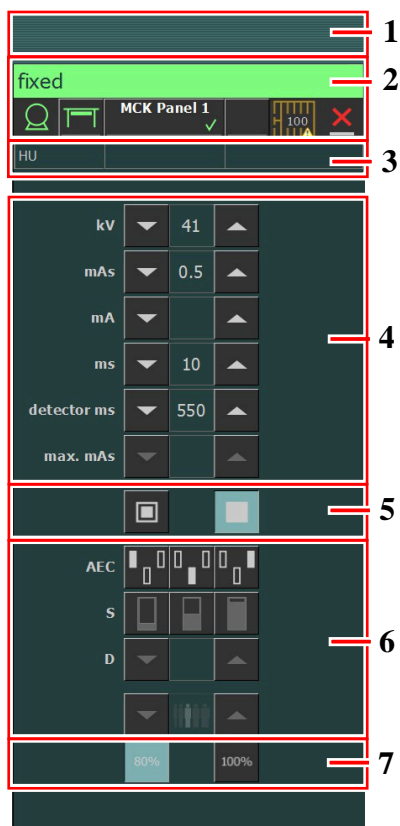 1
fixed
2
MCK Panel 1
100
HU
3
kV 41
mAs 0.5
mA
4
ms 10
detector ms 550
max. mAs
5
AEC
S
6
D
80% 100%
7